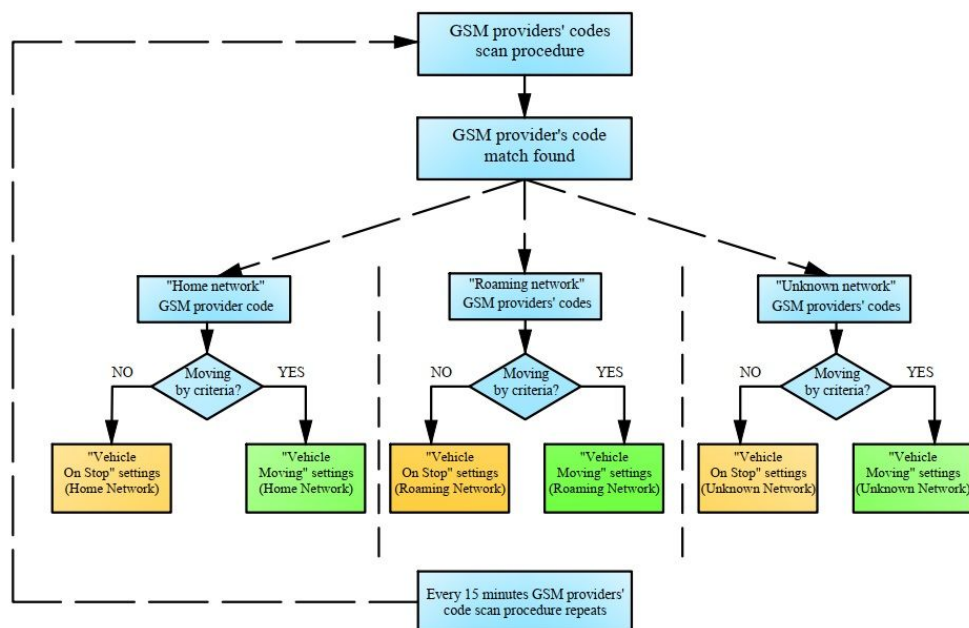 GSM providers' codes
scan procedure
GSM provider's code
match found
"Home network"
GSM provider code
"Roaming network"
GSM providers' codes
"Unknown network"
GSM providers' codes
NO
Moving
by criteria?
YES
NO
Moving
by criteria?
YES
NO
Moving
by criteria?
YES
"Vehicle
On Stop" settings
(Home Network)
"Vehicle
Moving" settings
(Home Network)
"Vehicle
On Stop" settings
(Roaming Network)
"Vehicle
Moving" settings
(Roaming Network)
"Vehicle
On Stop" settings
(Unknown Network)
"Vehicle
Moving" settings
(Unknown Network)
Every 15 minutes GSM providers'
code scan procedure repeats